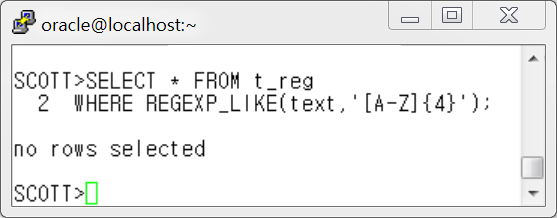 oracle@localhost:~
SCOTT>SELECT * FROM t_reg
  2  WHERE REGEXP_LIKE(text,'[A-Z]{4}');
no rows selected
SCOTT>